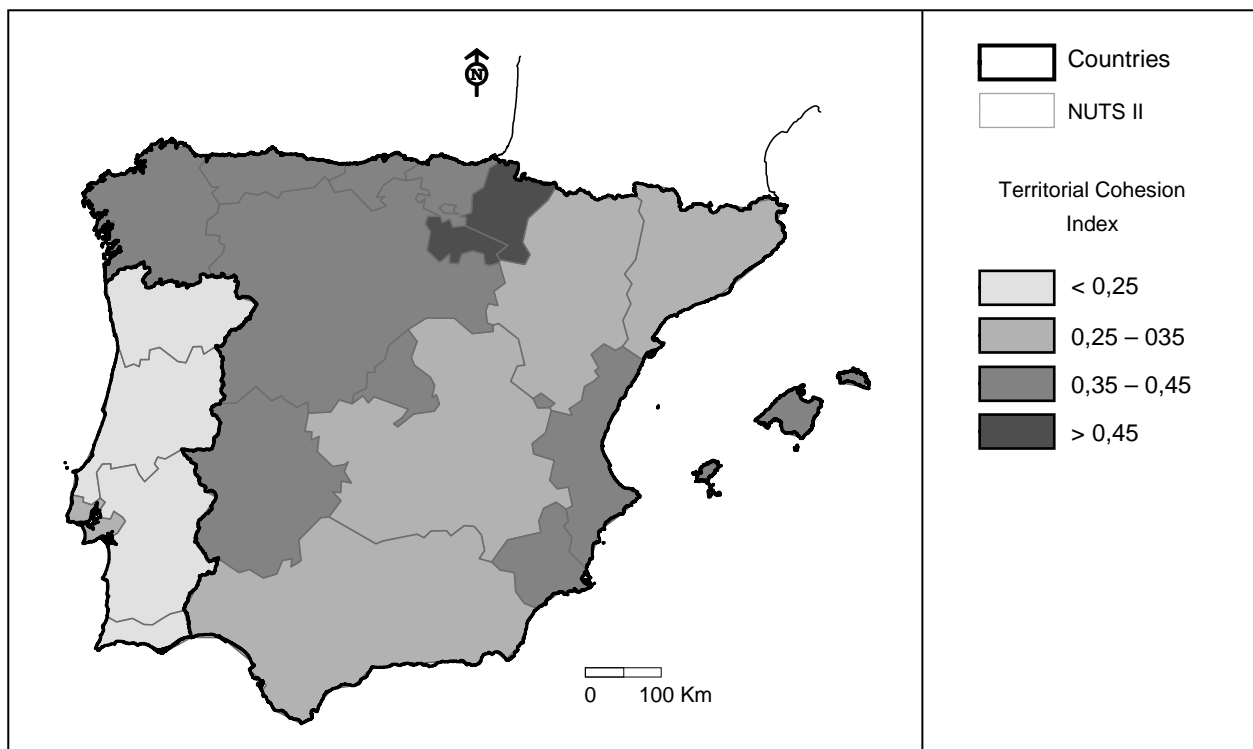 N
0 100 Km
Countries
NUTS II
Territorial Cohesion
Index
< 0,25
0,25 – 035
0,35 – 0,45
> 0,45